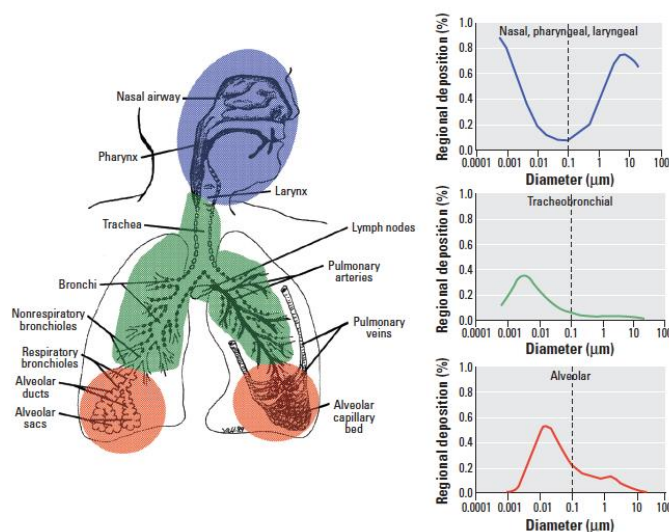 Nasal airway
Pharynx
Larynx
Trachea
Lymph nodes
Pulmonary
arteries
Bronchi
Nonrespiratory
bronchioles
Pulmonary
veins
Respiratory
bronchioles
Alveolar
ducts
Alveolar
sacs
Alveolar
capillary
bed
Nasal, pharyngeal, laryngeal
Regional deposition (%)
1.0
0.8
0.6
0.4
0.2
0.0
0.0001 0.001 0.01 0.1 1 10 100
Diameter (μm)
Tracheobronchial
Regional deposition (%)
1.0
0.8
0.6
0.4
0.2
0.0
0.0001 0.001 0.01 0.1 1 10 100
Diameter (μm)
Alveolar
Regional deposition (%)
1.0
0.8
0.6
0.4
0.2
0.0
0.0001 0.001 0.01 0.1 1 10 100
Diameter (μm)